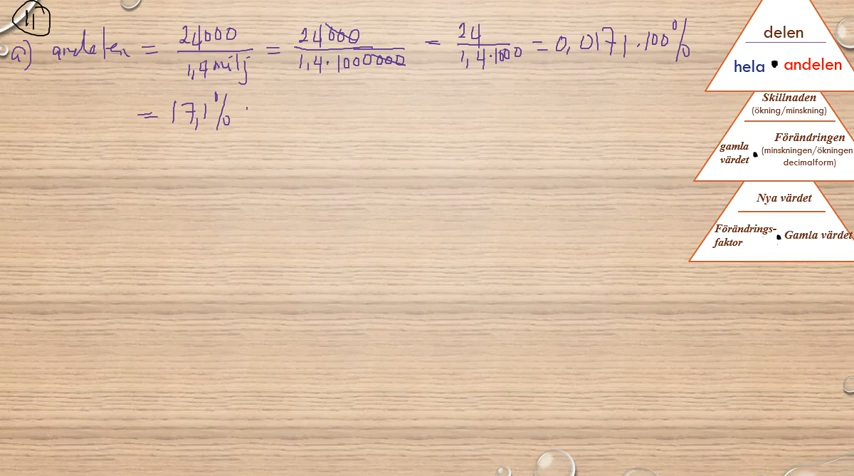 11
a) andelen = 24000 / 1,4 milj = 24000 / 1,4 · 1000000 = 24 / 1,4·1000 = 0,0171 · 100%
= 17,1%
delen
hela · andelen
Skillnaden
(ökning/minskning)
gamla värdet · Förändringen
(minskningen/ökningen
decimalform)
Nya värdet
Förändrings-
faktor · Gamla värdet